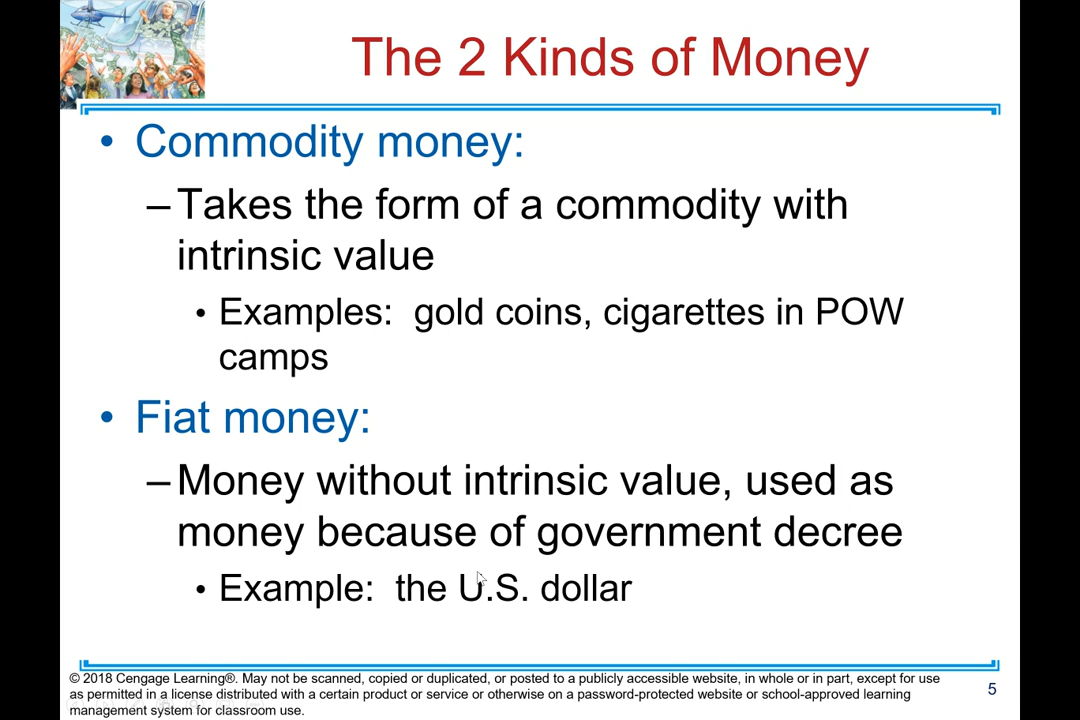 The 2 Kinds of Money
• Commodity money:
– Takes the form of a commodity with
intrinsic value
• Examples:  gold coins, cigarettes in POW
camps
• Fiat money:
– Money without intrinsic value, used as
money because of government decree
• Example:  the U.S. dollar
© 2018 Cengage Learning®. May not be scanned, copied or duplicated, or posted to a publicly accessible website, in whole or in part, except for use
as permitted in a license distributed with a certain product or service or otherwise on a password-protected website or school-approved learning
management system for classroom use.
5